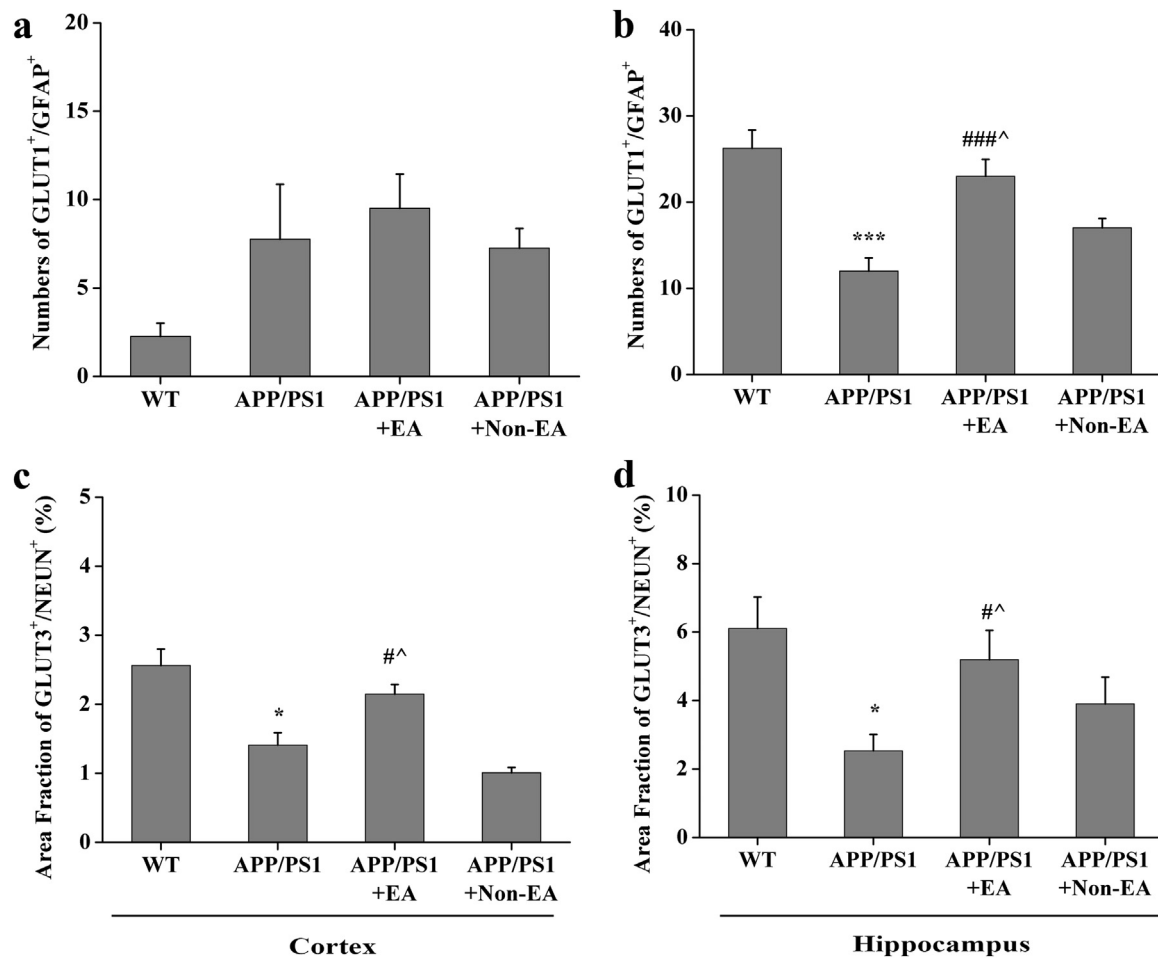 a
Numbers of GLUT1⁺/GFAP⁺
20
15
10
5
0
WT
APP/PS1
APP/PS1
+EA
APP/PS1
+Non-EA
b
Numbers of GLUT1⁺/GFAP⁺
40
30
20
10
0
***
###^
WT
APP/PS1
APP/PS1
+EA
APP/PS1
+Non-EA
c
Area Fraction of GLUT3⁺/NEUN⁺ (%)
5
4
3
2
1
0
*
#^
WT
APP/PS1
APP/PS1
+EA
APP/PS1
+Non-EA
Cortex
d
Area Fraction of GLUT3⁺/NEUN⁺ (%)
10
8
6
4
2
0
*
#^
WT
APP/PS1
APP/PS1
+EA
APP/PS1
+Non-EA
Hippocampus